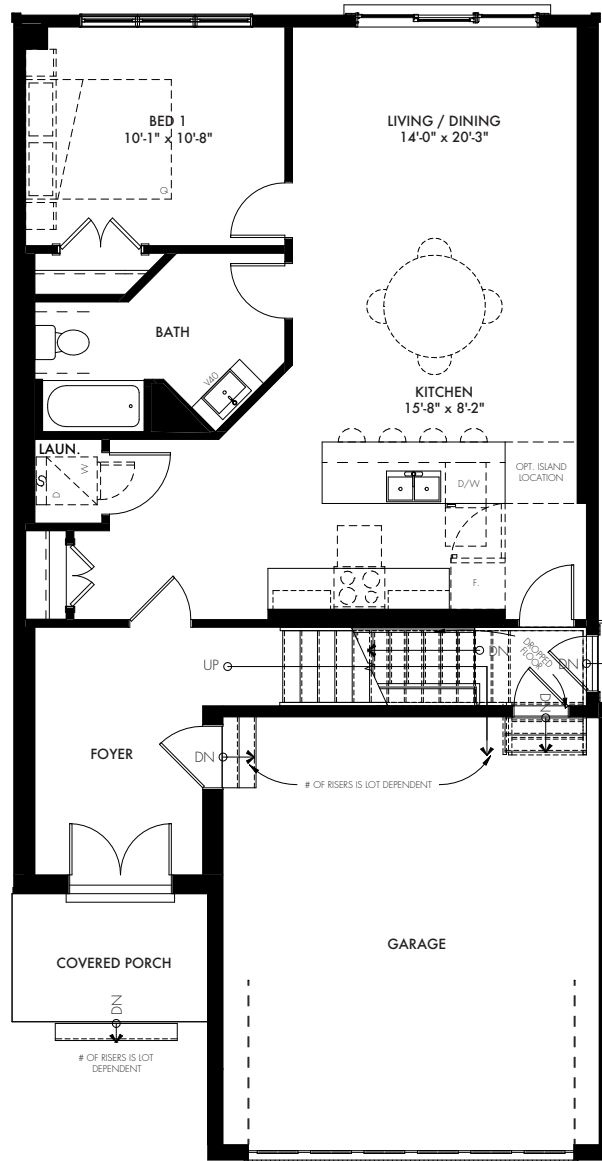 BED 1
10'-1" x 10'-8"
LIVING / DINING
14'-0" x 20'-3"
Q
BATH
V40
KITCHEN
15'-8" x 8'-2"
LAUN.
S
D
W
D/W
OPT. ISLAND
LOCATION
F.
UP
DN
DROPPED
FLOOR
DN
DN
FOYER
DN
# OF RISERS IS LOT DEPENDENT
GARAGE
COVERED PORCH
DN
# OF RISERS IS LOT
DEPENDENT